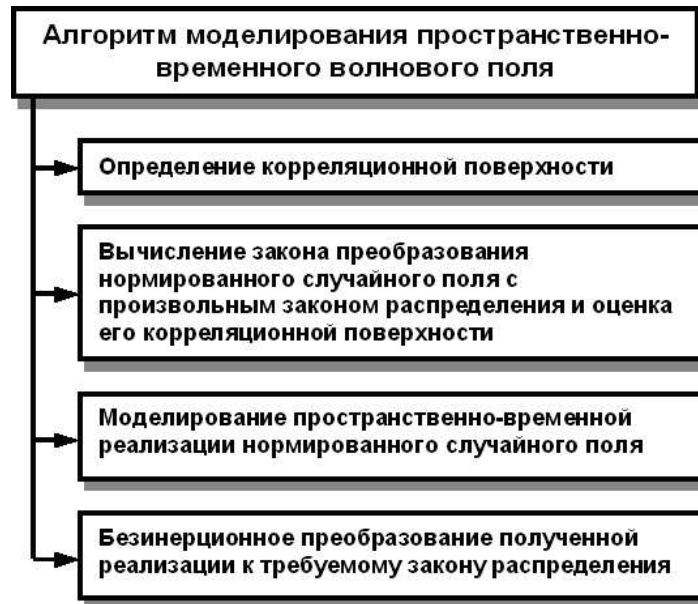 Алгоритм моделирования пространственно-
временного волнового поля
Определение корреляционной поверхности
Вычисление закона преобразования
нормированного случайного поля с
произвольным законом распределения и оценка
его корреляционной поверхности
Моделирование пространственно-временной
реализации нормированного случайного поля
Безинерционное преобразование полученной
реализации к требуемому закону распределения